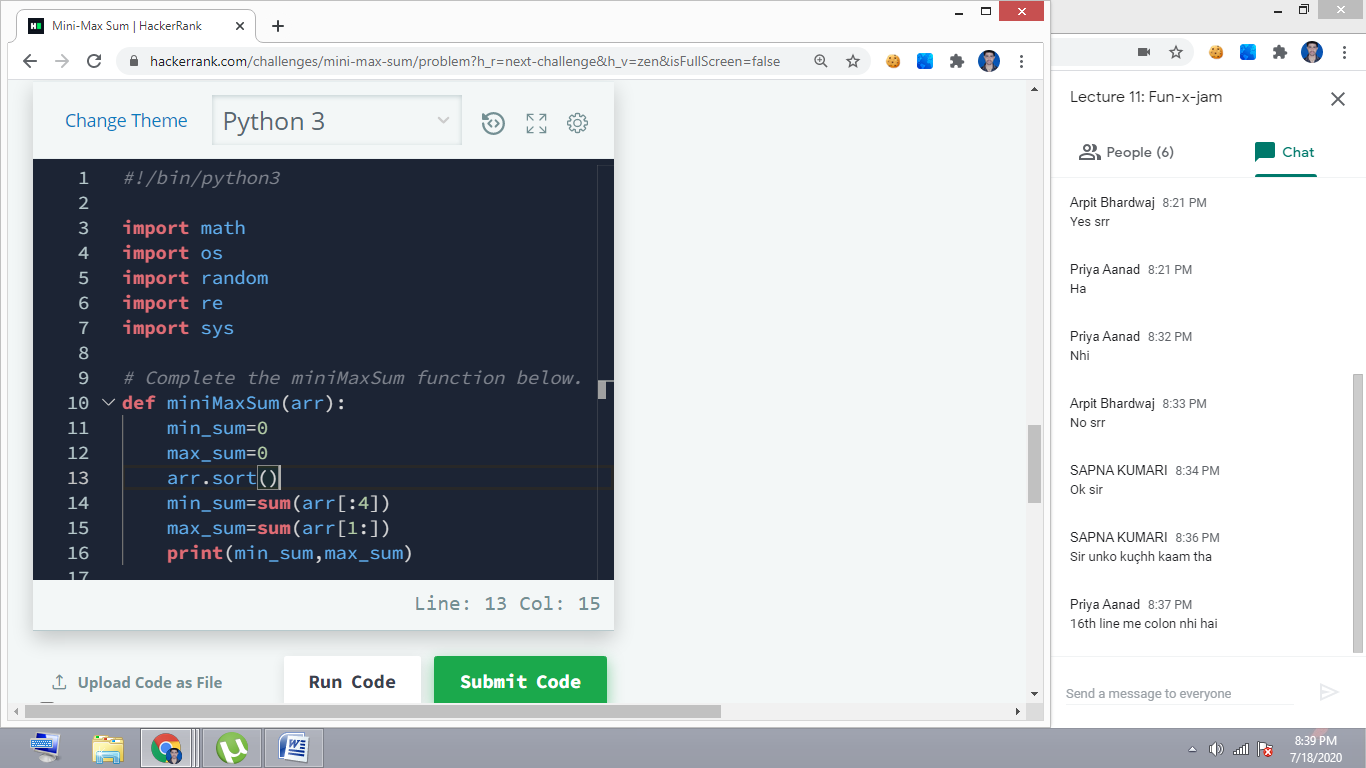 Mini-Max Sum | HackerRank
hackerrank.com/challenges/mini-max-sum/problem?h_r=next-challenge&h_v=zen&isFullScreen=false
Change Theme
Python 3
1 #!/bin/python3
2
3 import math
4 import os
5 import random
6 import re
7 import sys
8
9 # Complete the miniMaxSum function below.
10 def miniMaxSum(arr):
11 min_sum=0
12 max_sum=0
13 arr.sort()
14 min_sum=sum(arr[:4])
15 max_sum=sum(arr[1:])
16 print(min_sum,max_sum)
17
Line: 13 Col: 15
Upload Code as File
Run Code
Submit Code
Lecture 11: Fun-x-jam
People (6)
Chat
Arpit Bhardwaj 8:21 PM
Yes srr
Priya Aanad 8:21 PM
Ha
Priya Aanad 8:32 PM
Nhi
Arpit Bhardwaj 8:33 PM
No srr
SAPNA KUMARI 8:34 PM
Ok sir
SAPNA KUMARI 8:36 PM
Sir unko kuçhh kaam tha
Priya Aanad 8:37 PM
16th line me colon nhi hai
Send a message to everyone
8:39 PM
7/18/2020